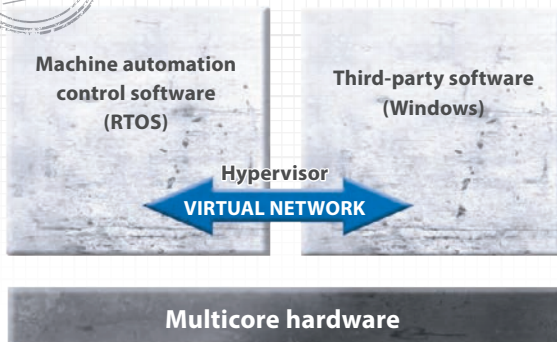 Machine automation
control software
(RTOS)
Third-party software
(Windows)
Hypervisor
VIRTUAL NETWORK
Multicore hardware